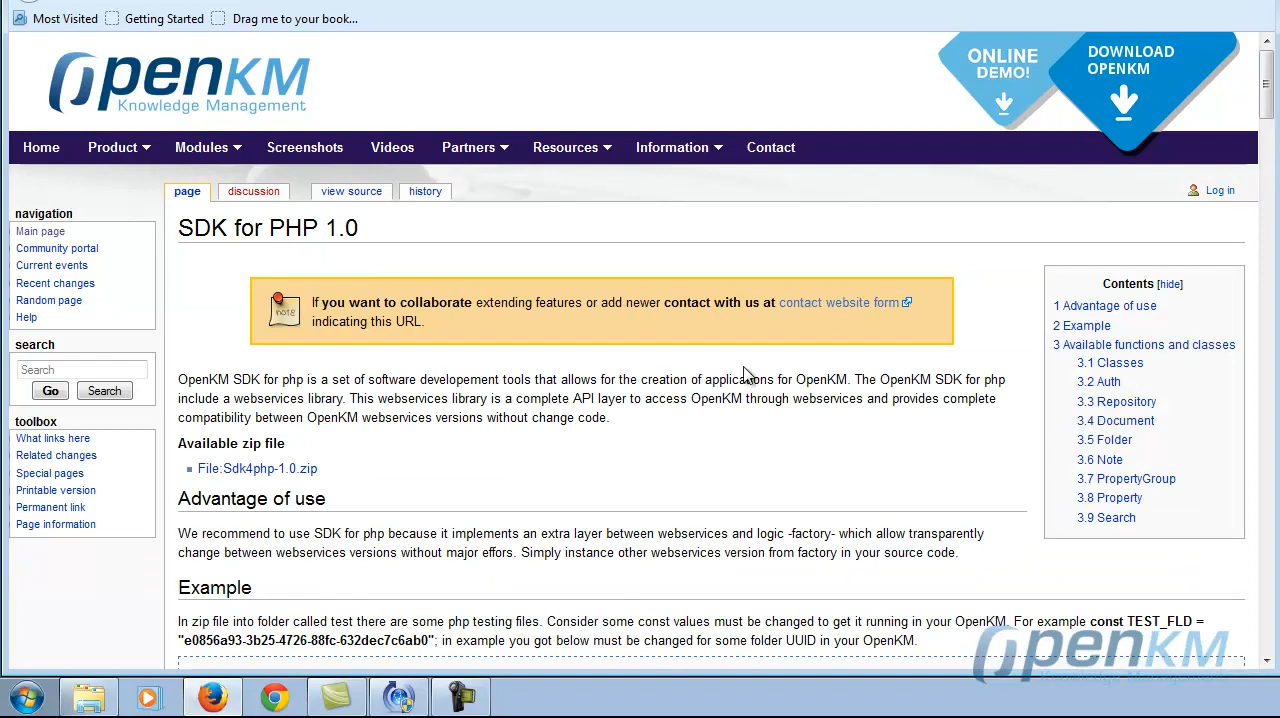 Most Visited
Getting Started
Drag me to your book...
OpenKM
Knowledge Management
ONLINE
DEMO!
DOWNLOAD
OPENKM
Home
Product
Modules
Screenshots
Videos
Partners
Resources
Information
Contact
page
discussion
view source
history
Log in
navigation
Main page
Community portal
Current events
Recent changes
Random page
Help
search
Search
Go
Search
toolbox
What links here
Related changes
Special pages
Printable version
Permanent link
Page information
SDK for PHP 1.0
note
If you want to collaborate extending features or add newer contact with us at contact website form
indicating this URL.
Contents [hide]
1 Advantage of use
2 Example
3 Available functions and classes
3.1 Classes
3.2 Auth
3.3 Repository
3.4 Document
3.5 Folder
3.6 Note
3.7 PropertyGroup
3.8 Property
3.9 Search
OpenKM SDK for php is a set of software developement tools that allows for the creation of applications for OpenKM. The OpenKM SDK for php
include a webservices library. This webservices library is a complete API layer to access OpenKM through webservices and provides complete
compatibility between OpenKM webservices versions without change code.
Available zip file
File:Sdk4php-1.0.zip
Advantage of use
We recommend to use SDK for php because it implements an extra layer between webservices and logic -factory- which allow transparently
change between webservices versions without major effors. Simply instance other webservices version from factory in your source code.
Example
In zip file into folder called test there are some php testing files. Consider some const values must be changed to get it running in your OpenKM. For example const TEST_FLD =
"e0856a93-3b25-4726-88fc-632dec7c6ab0"; in example you got below must be changed for some folder UUID in your OpenKM.
OpenKM
Knowledge Management